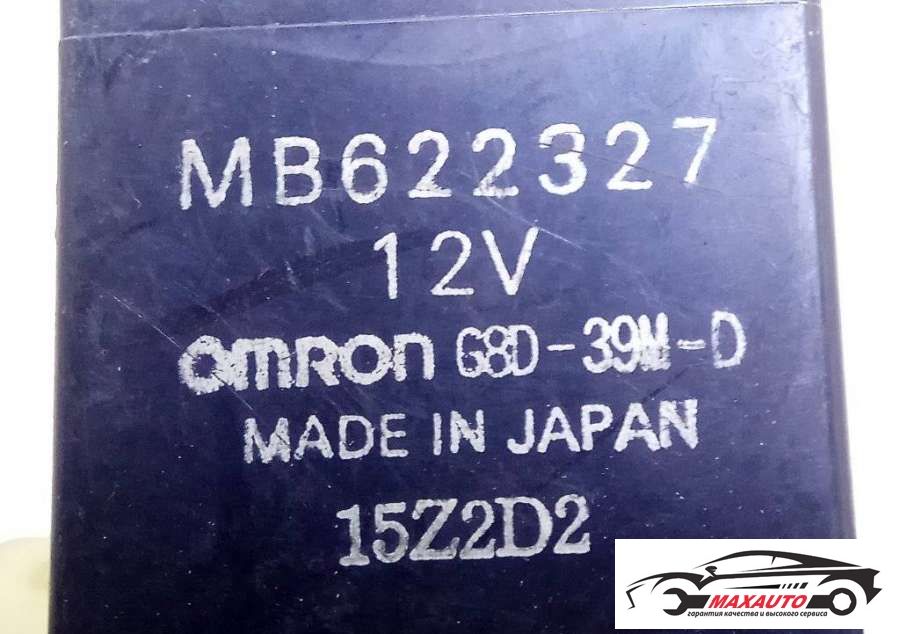 MB622327
12V
OMRON G8D-39M-D
MADE IN JAPAN
15Z2D2
MAXAUTO
гарантия качества и высокого сервиса